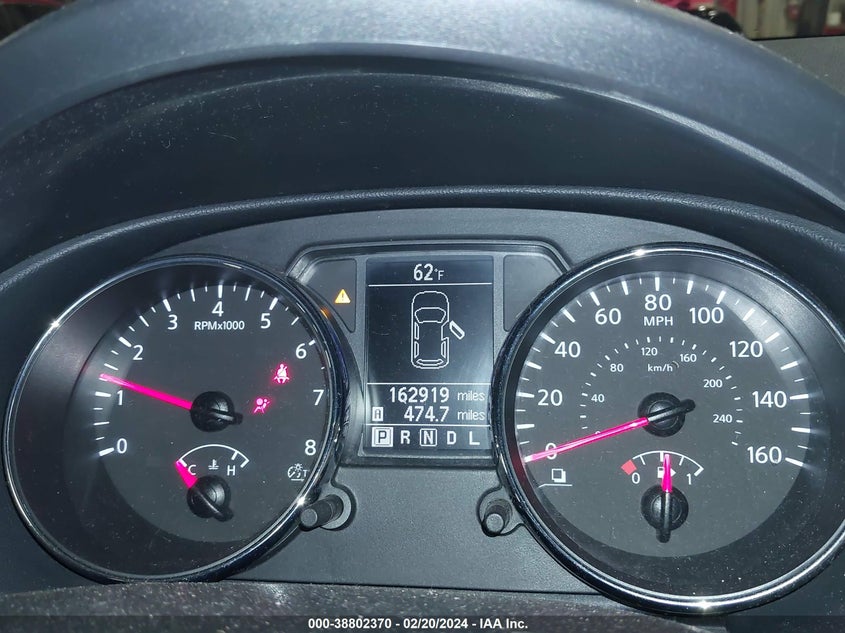 62°F
162919 miles
A 474.7 miles
P R N D L
0 1 2 3 4 5 6 7 8
RPMx1000
C H
T
0 20 40 60 80 100 120 140 160
MPH
40 80 120 160 200 240
km/h
0 1
000-38802370 - 02/20/2024 - IAA Inc.